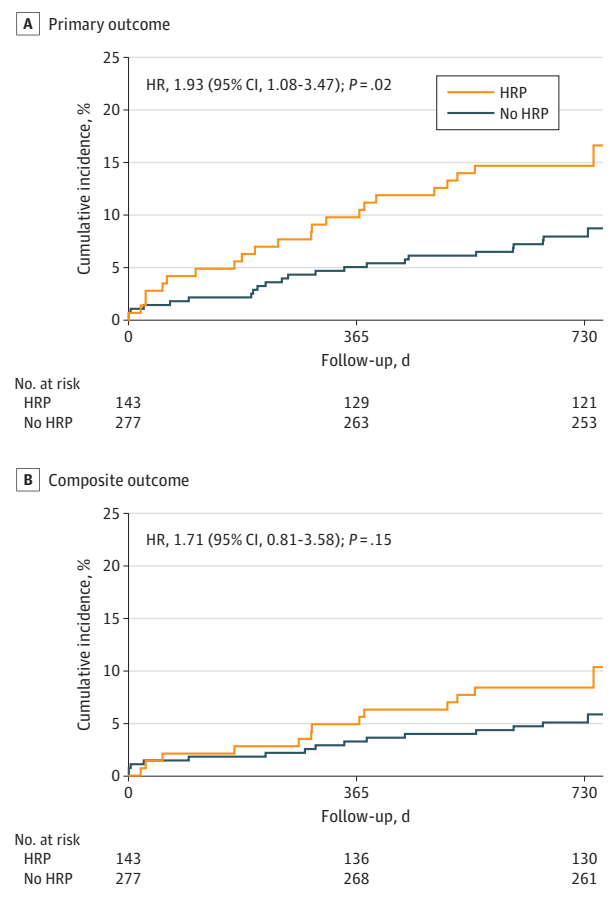 A Primary outcome
25
20
15
10
5
0
Cumulative incidence, %
HR, 1.93 (95% CI, 1.08-3.47); P = .02
HRP
No HRP
0 365 730
Follow-up, d
No. at risk
HRP 143 129 121
No HRP 277 263 253
B Composite outcome
25
20
15
10
5
0
Cumulative incidence, %
HR, 1.71 (95% CI, 0.81-3.58); P = .15
0 365 730
Follow-up, d
No. at risk
HRP 143 136 130
No HRP 277 268 261